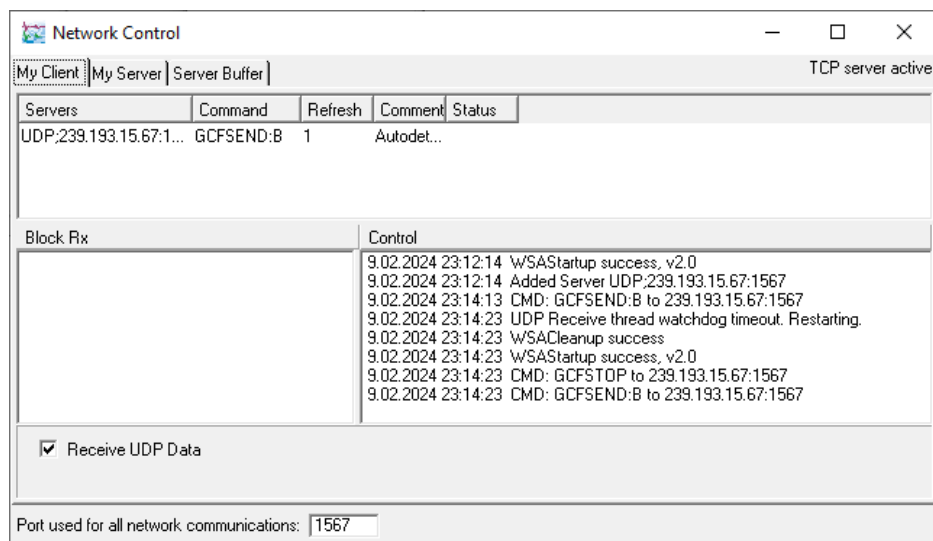 Network Control
My Client My Server Server Buffer TCP server active
Servers Command Refresh Comment Status
UDP;239.193.15.67:1... GCFSEND:B 1 Autodet...
Block Rx Control
9.02.2024 23:12:14 WSAStartup success, v2.0
9.02.2024 23:12:14 Added Server UDP;239.193.15.67:1567
9.02.2024 23:14:13 CMD: GCFSEND:B to 239.193.15.67:1567
9.02.2024 23:14:23 UDP Receive thread watchdog timeout. Restarting.
9.02.2024 23:14:23 WSACleanup success
9.02.2024 23:14:23 WSAStartup success, v2.0
9.02.2024 23:14:23 CMD: GCFSTOP to 239.193.15.67:1567
9.02.2024 23:14:23 CMD: GCFSEND:B to 239.193.15.67:1567
Receive UDP Data
Port used for all network communications: 1567